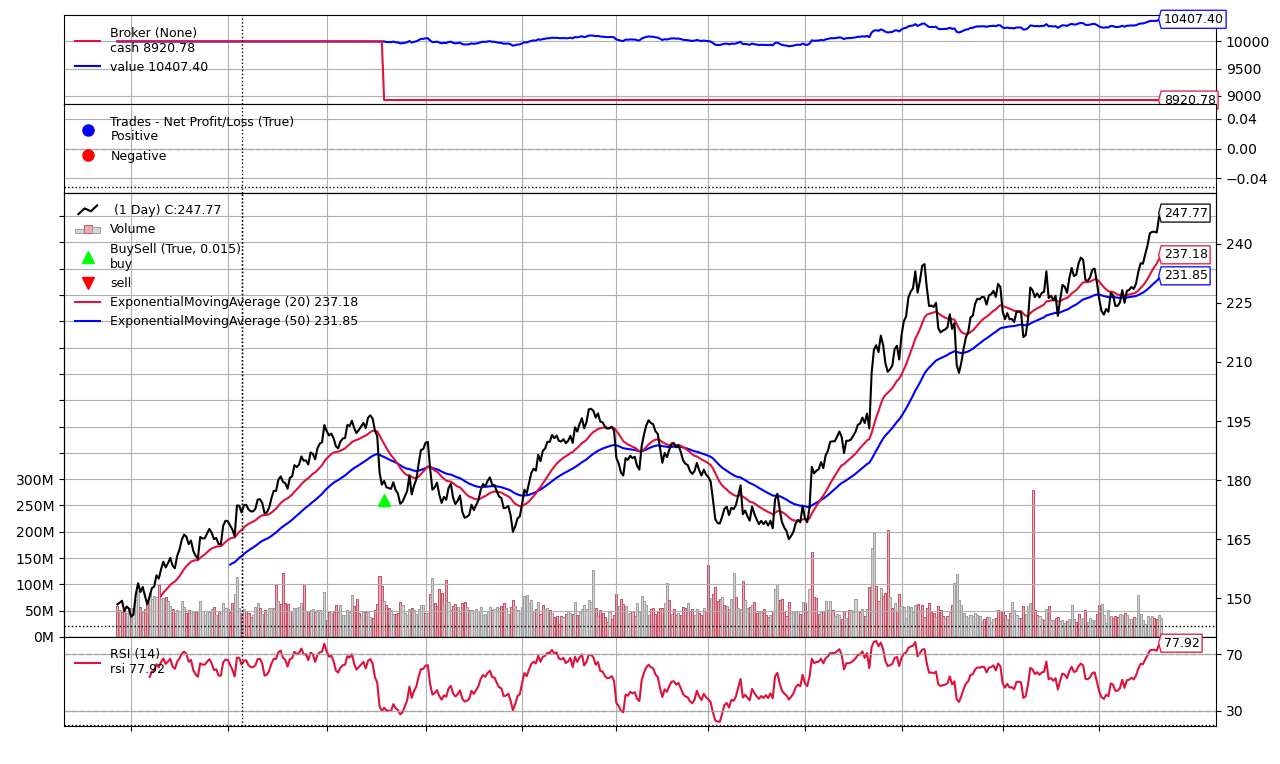 Broker (None)
cash 8920.78
value 10407.40
10407.40
10000
9500
9000
8920.78
Trades - Net Profit/Loss (True)
Positive
Negative
0.04
0.00
−0.04
(1 Day) C:247.77
Volume
BuySell (True, 0.015)
buy
sell
ExponentialMovingAverage (20) 237.18
ExponentialMovingAverage (50) 231.85
247.77
240
237.18
231.85
225
210
195
180
165
150
300M
250M
200M
150M
100M
50M
0M
RSI (14)
rsi 77.92
77.92
70
30